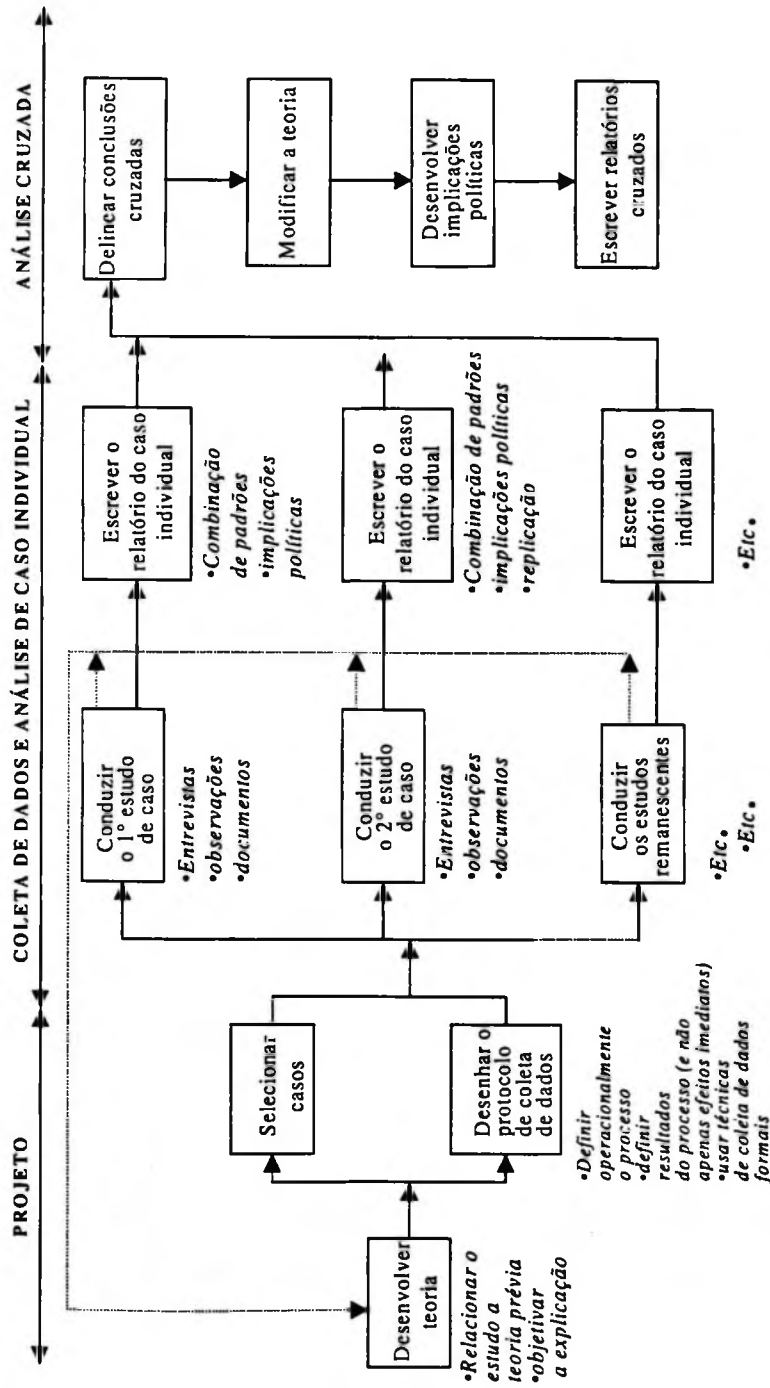 PROJETO
COLETA DE DADOS E ANÁLISE DE CASO INDIVIDUAL
ANÁLISE CRUZADA
Desenvolver
teoria
•Relacionar o
estudo a
teoria prévia
•objetivar
a explicação
Selecionar
casos
Desenhar o
protocolo
de coleta
de dados
•Definir
operacionalmente
o processo
•definir
resultados
do processo (e não
apenas efeitos imediatos)
•usar técnicas
de coleta de dados
formais
Conduzir
o 1° estudo
de caso
•Entrevistas
•observações
•documentos
Conduzir
o 2° estudo
de caso
•Entrevistas
•observações
•documentos
Conduzir
os estudos
remanescentes
•Etc.
•Etc.
Escrever o
relatório do caso
individual
•Combinação
de padrões
•implicações
políticas
Escrever o
relatório do caso
individual
•Combinação de padrões
•implicações políticas
•replicação
Escrever o
relatório do caso
individual
•Etc.
Delinear conclusões
cruzadas
Modificar a teoria
Desenvolver
implicações
políticas
Escrever relatórios
cruzados